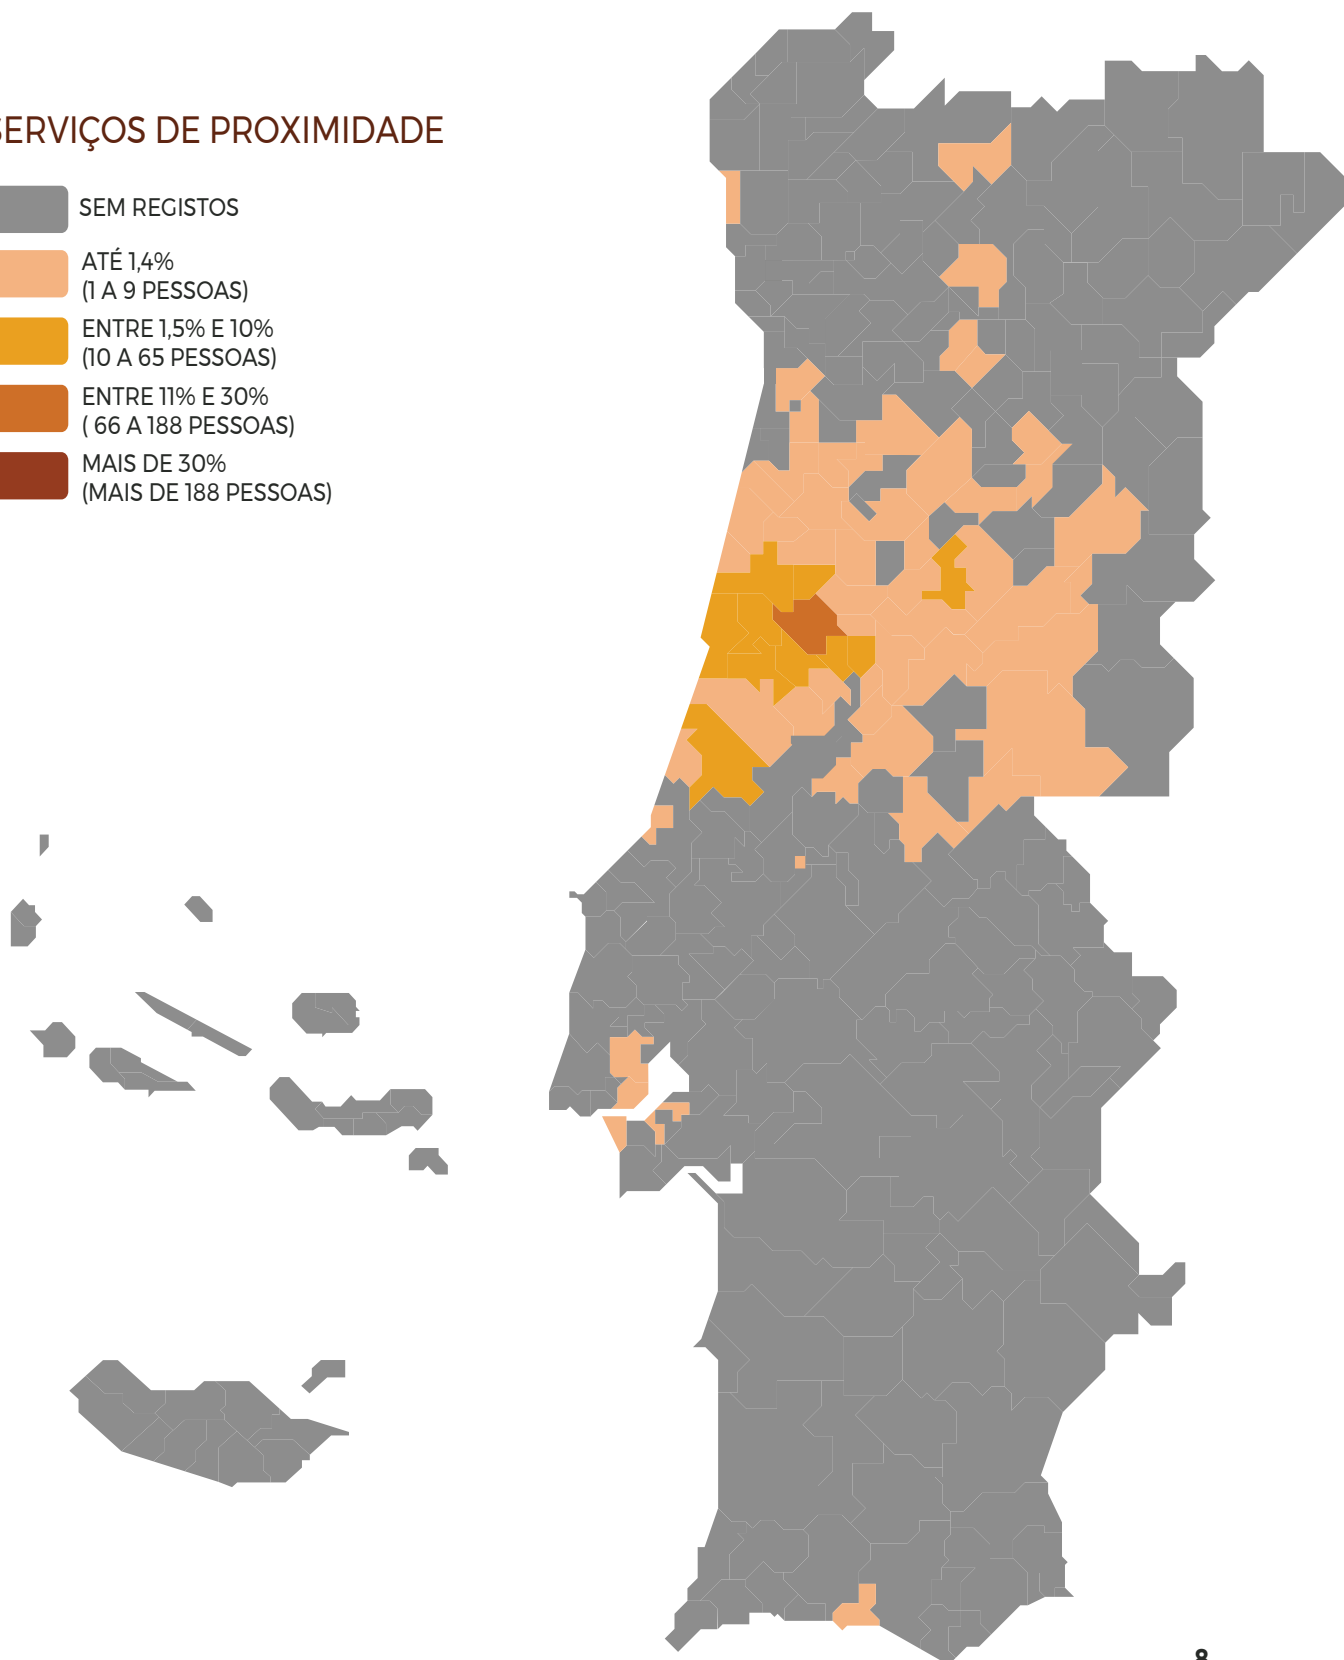 SERVIÇOS DE PROXIMIDADE
SEM REGISTOS
ATÉ 1,4%
(1 A 9 PESSOAS)
ENTRE 1,5% E 10%
(10 A 65 PESSOAS)
ENTRE 11% E 30%
( 66 A 188 PESSOAS)
MAIS DE 30%
(MAIS DE 188 PESSOAS)
8